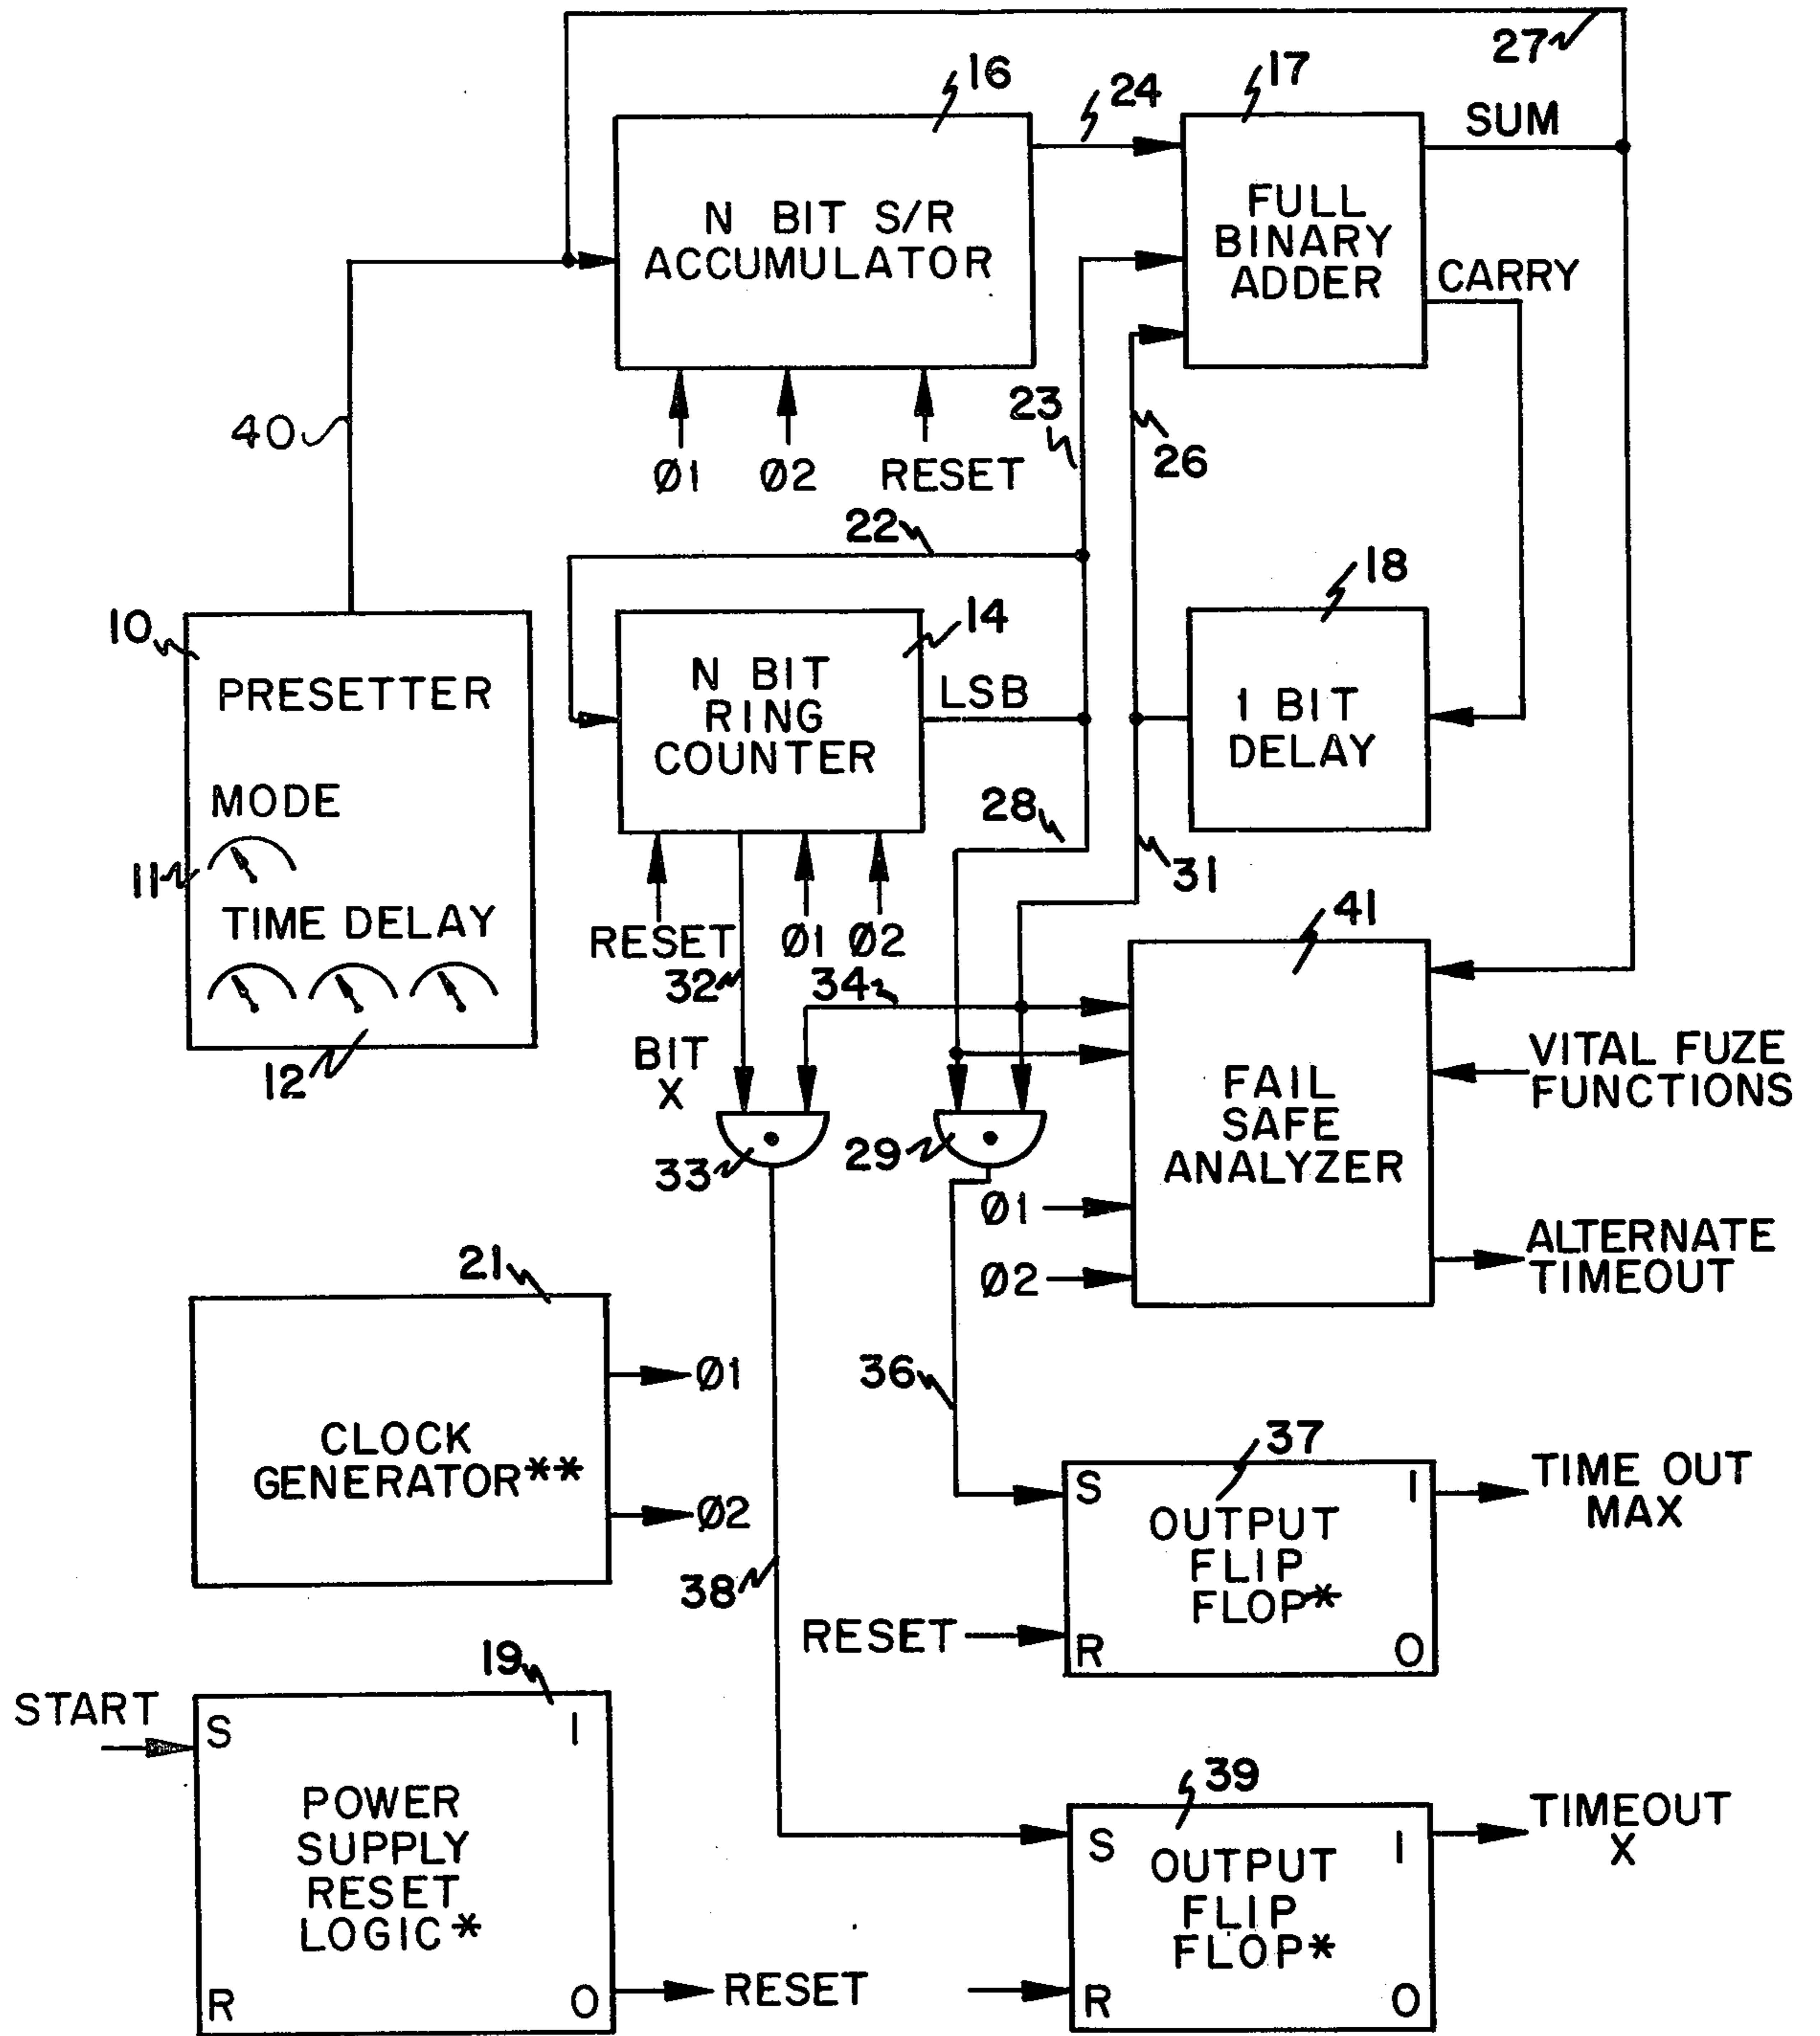 27
16
24
17
SUM
N BIT S/R
ACCUMULATOR
FULL
BINARY
ADDER
CARRY
40
Ø1
Ø2
RESET
23
26
22
18
10
PRESETTER
MODE
11
TIME DELAY
12
14
N BIT
RING
COUNTER
LSB
1 BIT
DELAY
28
31
RESET
Ø1
Ø2
32
34
41
BIT
X
33
29
FAIL
SAFE
ANALYZER
VITAL FUZE
FUNCTIONS
Ø1
Ø2
ALTERNATE
TIMEOUT
21
CLOCK
GENERATOR**
Ø1
Ø2
36
38
37
S
1
OUTPUT
FLIP
FLOP*
R
0
RESET
TIME OUT
MAX
19
START
S
1
POWER
SUPPLY
RESET
LOGIC*
R
0
RESET
39
S
1
OUTPUT
FLIP
FLOP*
R
0
TIMEOUT
X